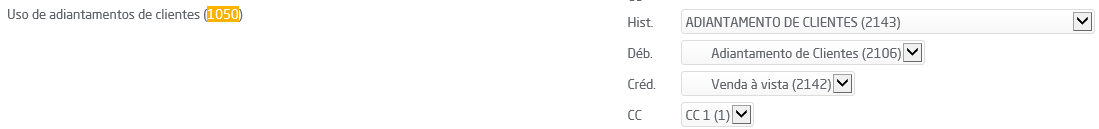 Uso de adiantamentos de clientes (1050)
Hist. ADIANTAMENTO DE CLIENTES (2143)
Déb. Adiantamento de Clientes (2106)
Créd. Venda à vista (2142)
CC CC 1 (1)